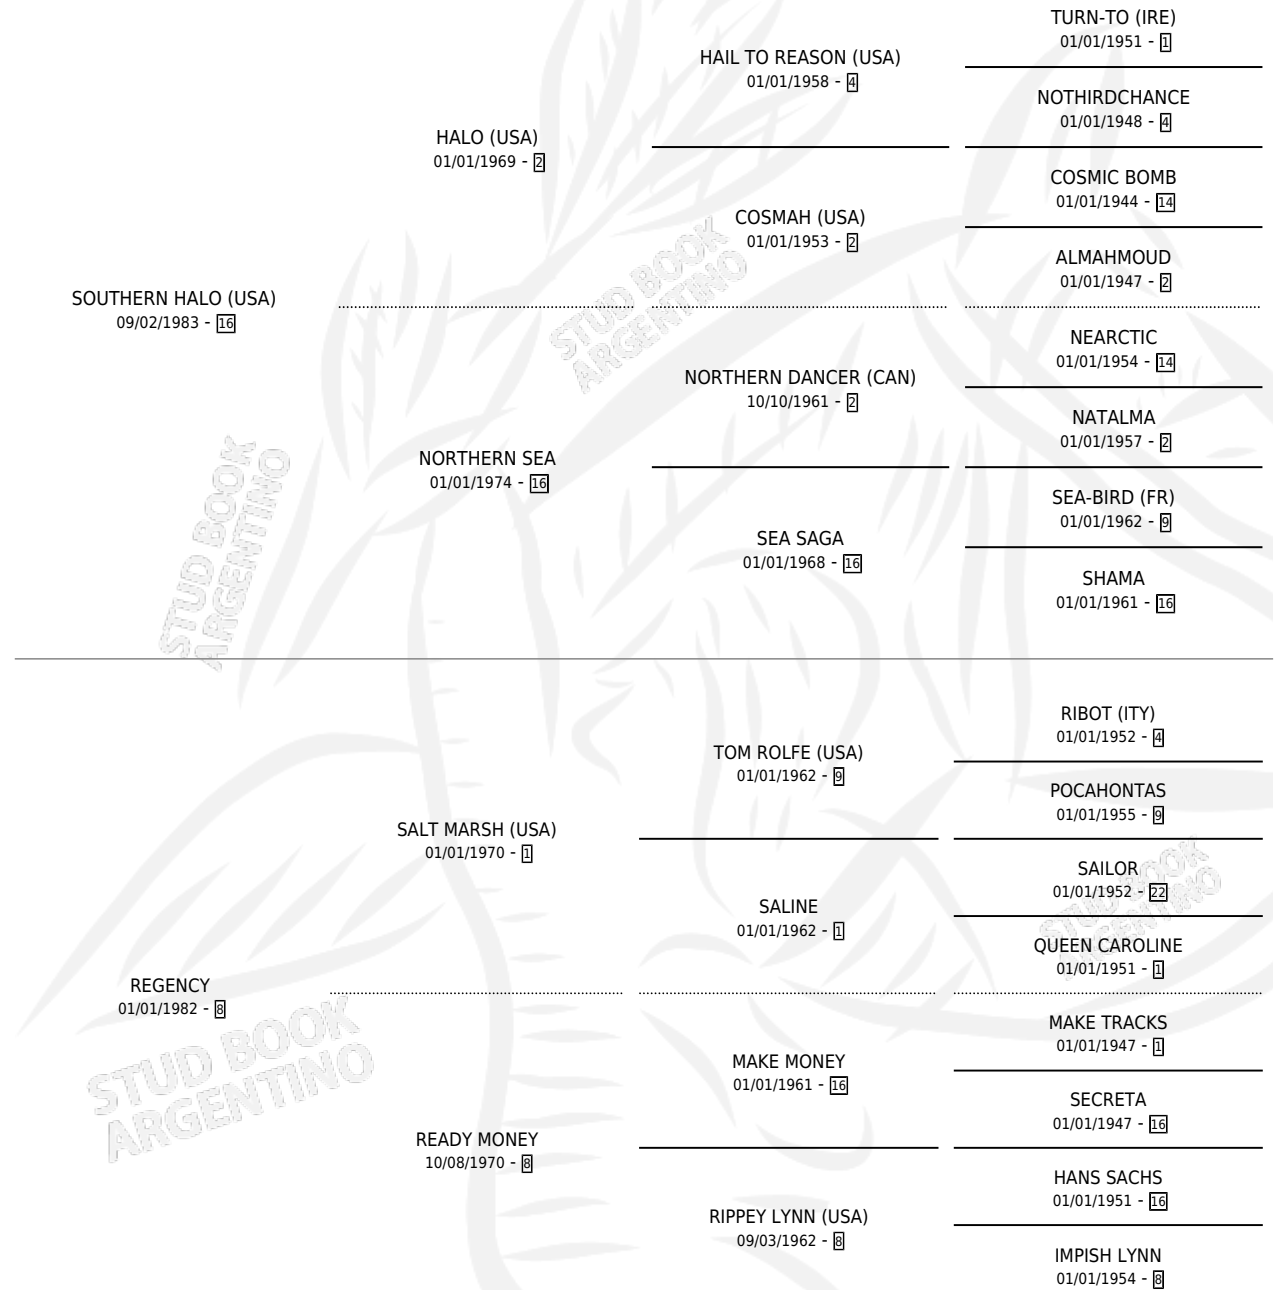 TURN-TO (IRE)
01/01/1951 - 1
HAIL TO REASON (USA)
01/01/1958 - 4
NOTHIRDCHANCE
01/01/1948 - 4
HALO (USA)
01/01/1969 - 2
COSMIC BOMB
01/01/1944 - 14
COSMAH (USA)
01/01/1953 - 2
ALMAHMOUD
01/01/1947 - 2
SOUTHERN HALO (USA)
09/02/1983 - 16
STUD BOOK
ARGENTINO
NEARCTIC
01/01/1954 - 14
NORTHERN DANCER (CAN)
10/10/1961 - 2
NATALMA
01/01/1957 - 2
NORTHERN SEA
01/01/1974 - 16
SEA-BIRD (FR)
01/01/1962 - 9
SEA SAGA
01/01/1968 - 16
SHAMA
01/01/1961 - 16
STUD BOOK
ARGENTINO
RIBOT (ITY)
01/01/1952 - 4
TOM ROLFE (USA)
01/01/1962 - 9
POCAHONTAS
01/01/1955 - 9
SALT MARSH (USA)
01/01/1970 - 1
SAILOR
01/01/1952 - 22
SALINE
01/01/1962 - 1
QUEEN CAROLINE
01/01/1951 - 1
STUD BOOK
ARGENTINO
REGENCY
01/01/1982 - 8
MAKE TRACKS
01/01/1947 - 1
MAKE MONEY
01/01/1961 - 16
SECRETA
01/01/1947 - 16
STUD BOOK
ARGENTINO
READY MONEY
10/08/1970 - 8
HANS SACHS
01/01/1951 - 16
RIPPEY LYNN (USA)
09/03/1962 - 8
IMPISH LYNN
01/01/1954 - 8